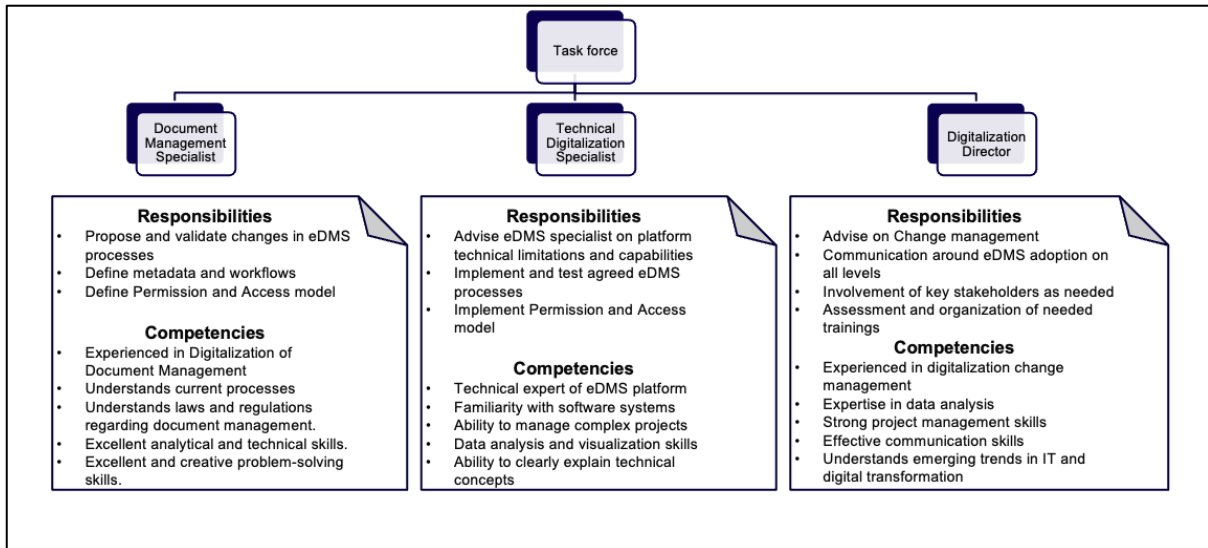 Task force
Document
Management
Specialist
Technical
Digitalization
Specialist
Digitalization
Director
Responsibilities
• Propose and validate changes in eDMS
processes
• Define metadata and workflows
• Define Permission and Access model
Competencies
• Experienced in Digitalization of
Document Management
• Understands current processes
• Understands laws and regulations
regarding document management.
• Excellent analytical and technical skills.
• Excellent and creative problem-solving
skills.
Responsibilities
• Advise eDMS specialist on platform
technical limitations and capabilities
• Implement and test agreed eDMS
processes
• Implement Permission and Access
model
Competencies
• Technical expert of eDMS platform
• Familiarity with software systems
• Ability to manage complex projects
• Data analysis and visualization skills
• Ability to clearly explain technical
concepts
Responsibilities
• Advise on Change management
• Communication around eDMS adoption on
all levels
• Involvement of key stakeholders as needed
• Assessment and organization of needed
trainings
Competencies
• Experienced in digitalization change
management
• Expertise in data analysis
• Strong project management skills
• Effective communication skills
• Understands emerging trends in IT and
digital transformation